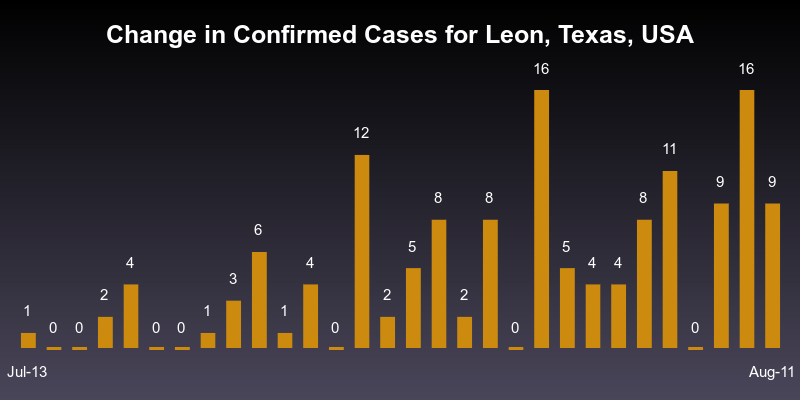 Change in Confirmed Cases for Leon, Texas, USA
1 0 0 2 4 0 0 1 3 6 1 4 0 12 2 5 8 2 8 0 16 5 4 4 8 11 0 9 16 9
Jul-13 Aug-11